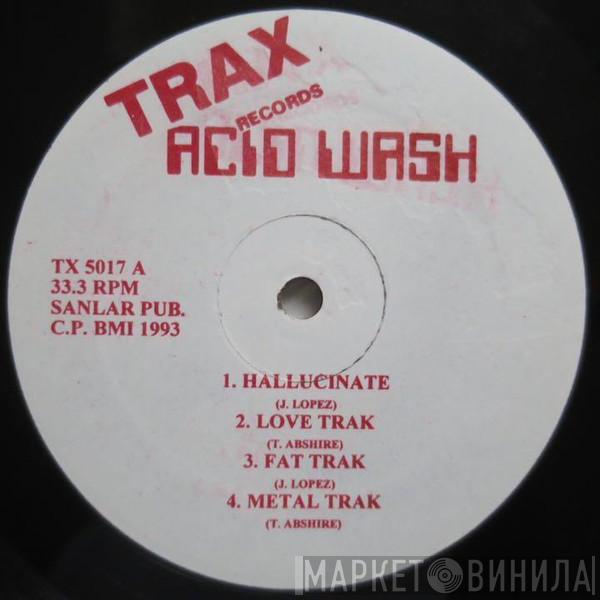 TRAX
RECORDS
ACID WASH
TX 5017 A
33.3 RPM
SANLAR PUB.
C.P. BMI 1993
1. HALLUCINATE
(J. LOPEZ)
2. LOVE TRAK
(T. ABSHIRE)
3. FAT TRAK
(J. LOPEZ)
4. METAL TRAK
(T. ABSHIRE)
МАРКЕТ ВИНИЛА